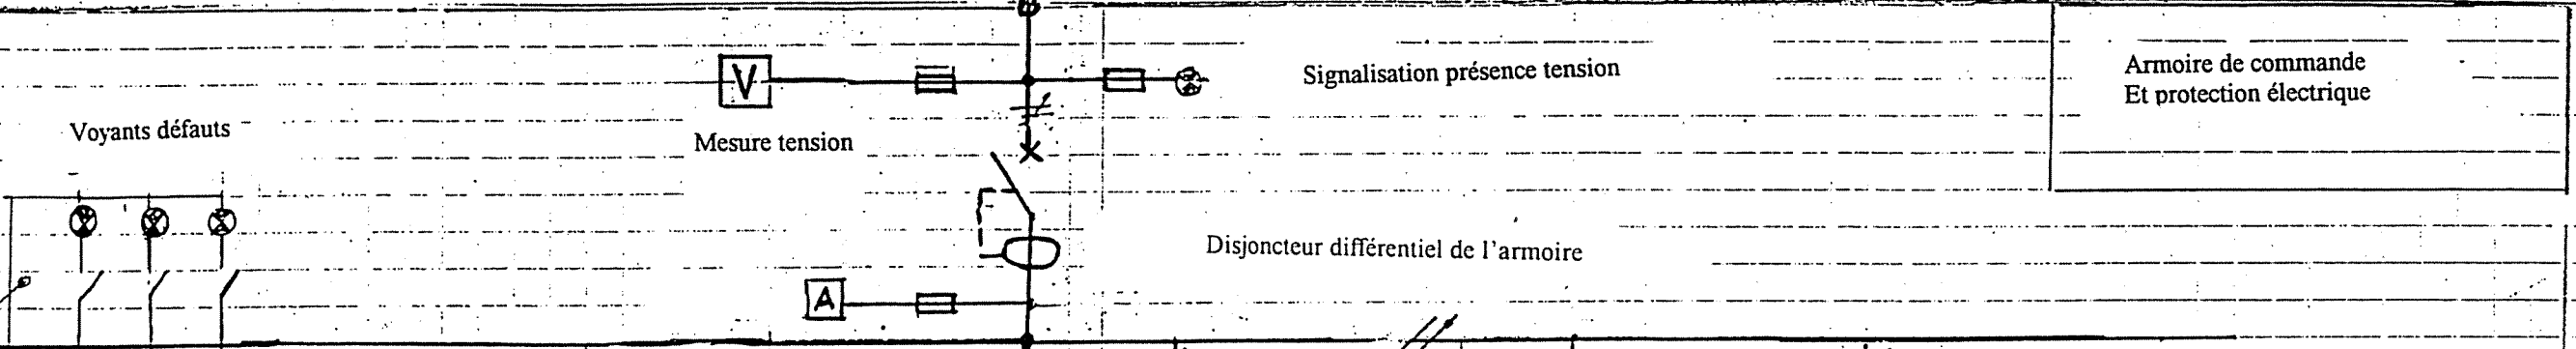 V
Signalisation présence tension
Armoire de commande
Et protection électrique
Voyants défauts
Mesure tension
Disjoncteur différentiel de l'armoire
A